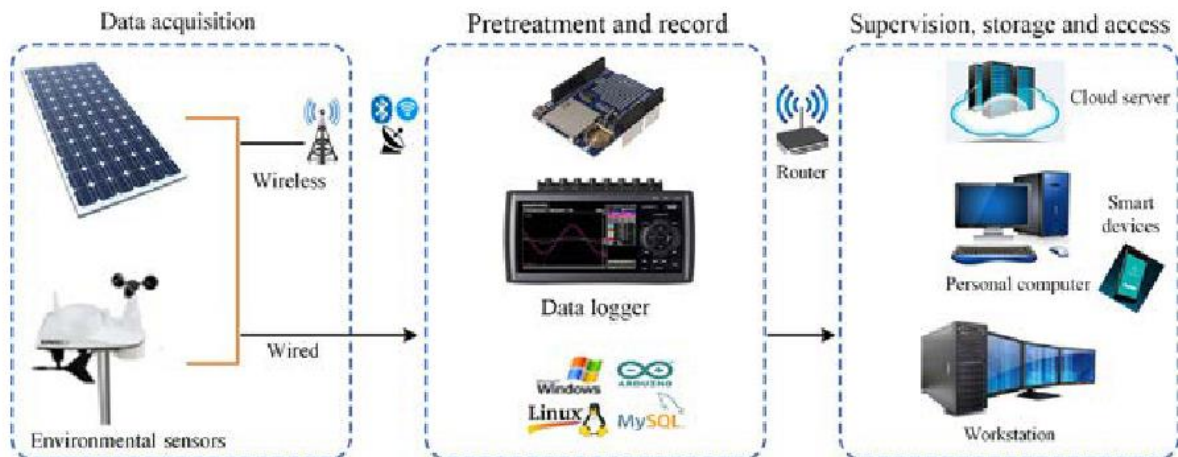 Data acquisition
Pretreatment and record
Supervision, storage and access
Wireless
Wired
Environmental sensors
Data logger
Windows
ARDUINO
Linux
MySQL
Router
Cloud server
Smart
devices
Personal computer
Workstation